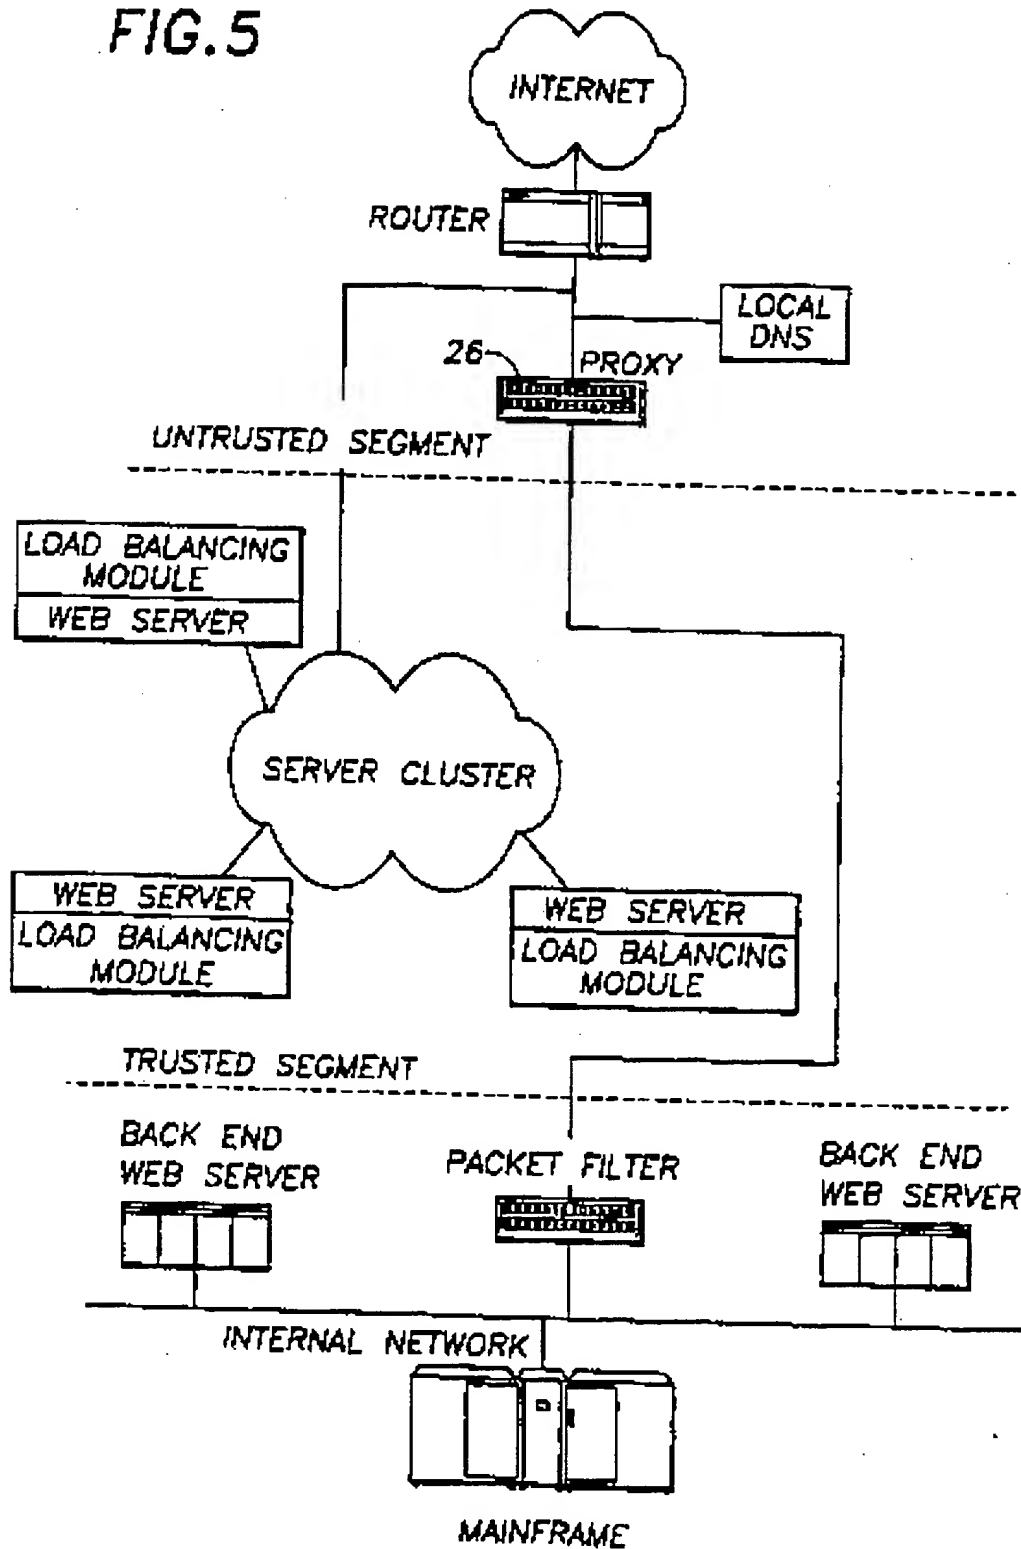 FIG.5
INTERNET
ROUTER
LOCAL
DNS
26
PROXY
UNTRUSTED SEGMENT
LOAD BALANCING
MODULE
WEB SERVER
SERVER CLUSTER
WEB SERVER
LOAD BALANCING
MODULE
WEB SERVER
LOAD BALANCING
MODULE
TRUSTED SEGMENT
BACK END
WEB SERVER
PACKET FILTER
BACK END
WEB SERVER
INTERNAL NETWORK
MAINFRAME